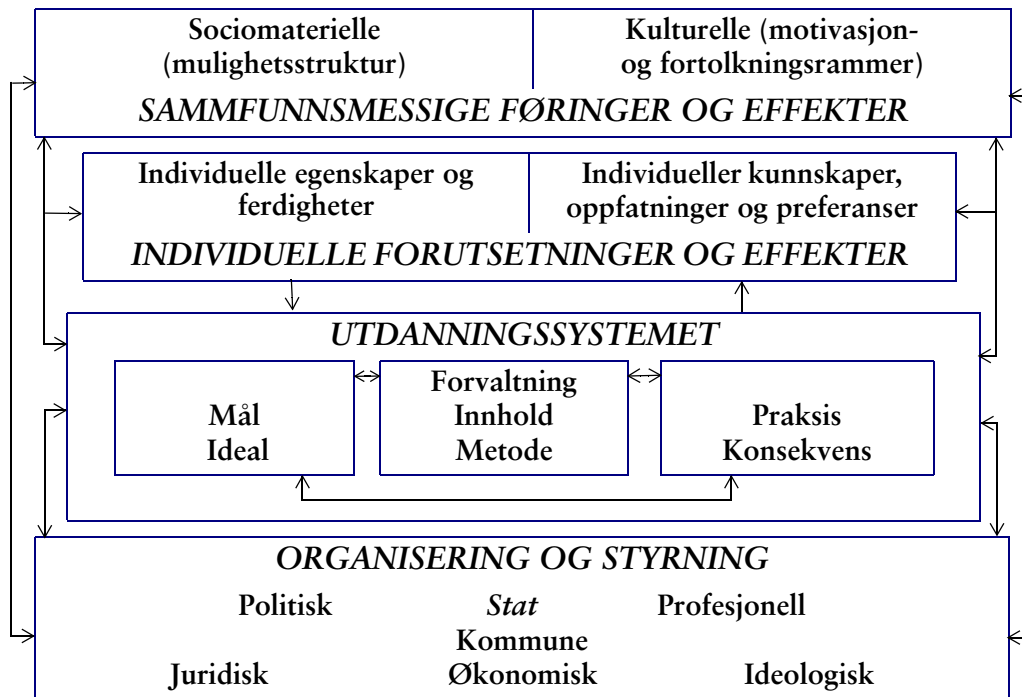 Sociomaterielle
(mulighetsstruktur)
Kulturelle (motivasjon-
og fortolkningsrammer)
SAMMFUNNSMESSIGE FØRINGER OG EFFEKTER
Individuelle egenskaper og
ferdigheter
Individueller kunnskaper,
oppfatninger og preferanser
INDIVIDUELLE FORUTSETNINGER OG EFFEKTER
UTDANNINGSSYSTEMET
Mål
Ideal
Forvaltning
Innhold
Metode
Praksis
Konsekvens
ORGANISERING OG STYRNING
Politisk Stat Profesjonell
Kommune
Juridisk Økonomisk Ideologisk